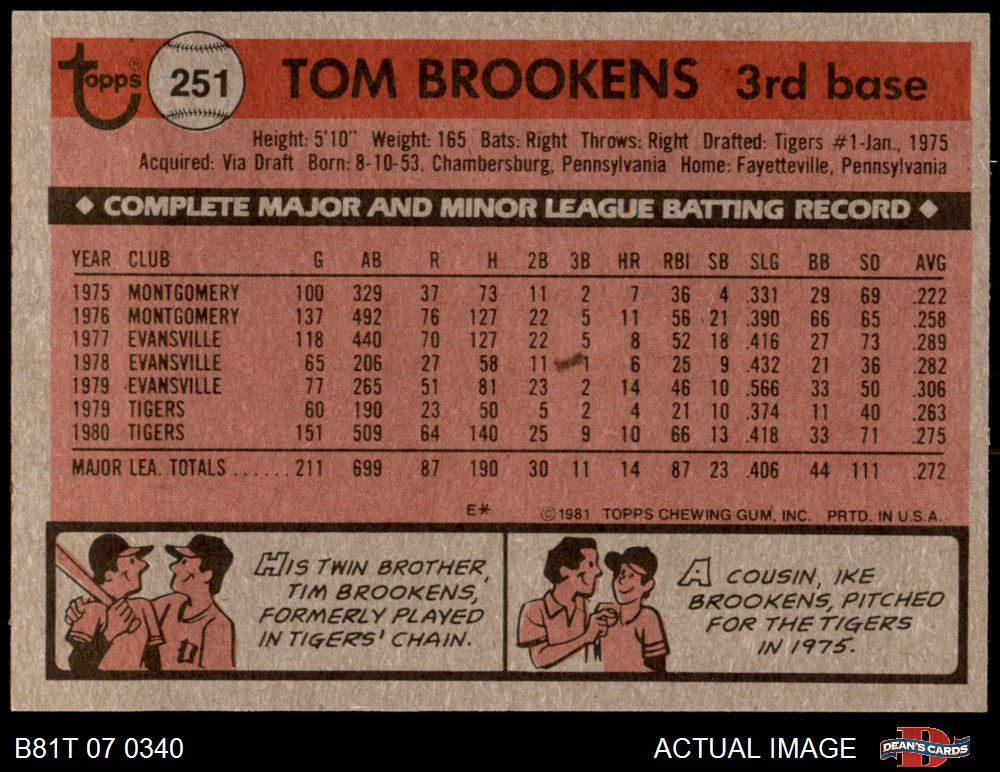 Topps® 251 TOM BROOKENS 3rd base
Height: 5'10" Weight: 165 Bats: Right Throws: Right Drafted: Tigers #1-Jan., 1975
Acquired: Via Draft Born: 8-10-53, Chambersburg, Pennsylvania Home: Fayetteville, Pennsylvania
◆ COMPLETE MAJOR AND MINOR LEAGUE BATTING RECORD ◆
YEAR CLUB G AB R H 2B 3B HR RBI SB SLG BB SO AVG
1975 MONTGOMERY 100 329 37 73 11 2 7 36 4 .331 29 69 .222
1976 MONTGOMERY 137 492 76 127 22 5 11 56 21 .390 66 65 .258
1977 EVANSVILLE 118 440 70 127 22 5 8 52 18 .416 27 73 .289
1978 EVANSVILLE 65 206 27 58 11 1 6 25 9 .432 21 36 .282
1979 EVANSVILLE 77 265 51 81 23 2 14 46 10 .566 33 50 .306
1979 TIGERS 60 190 23 50 5 2 4 21 10 .374 11 40 .263
1980 TIGERS 151 509 64 140 25 9 10 66 13 .418 33 71 .275
MAJOR LEA. TOTALS ...... 211 699 87 190 30 11 14 87 23 .406 44 111 .272
E* © 1981 TOPPS CHEWING GUM, INC. PRTD. IN U.S.A.
HIS TWIN BROTHER,
TIM BROOKENS,
FORMERLY PLAYED
IN TIGERS' CHAIN.
D
A COUSIN, IKE
BROOKENS, PITCHED
FOR THE TIGERS
IN 1975.
B81T 07 0340 ACTUAL IMAGE D DEAN'S CARDS